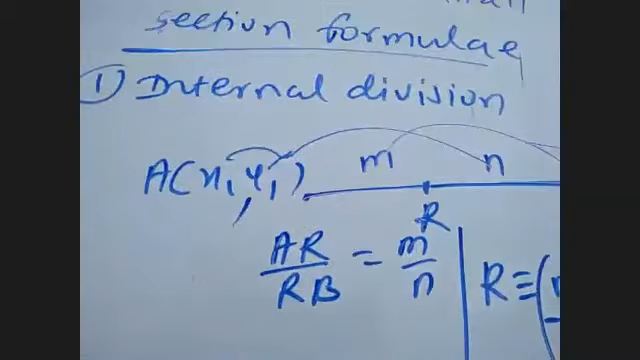 section formulae
① Internal division
A(x₁, y₁) m n
R
AR/RB = m/n | R ≡ (